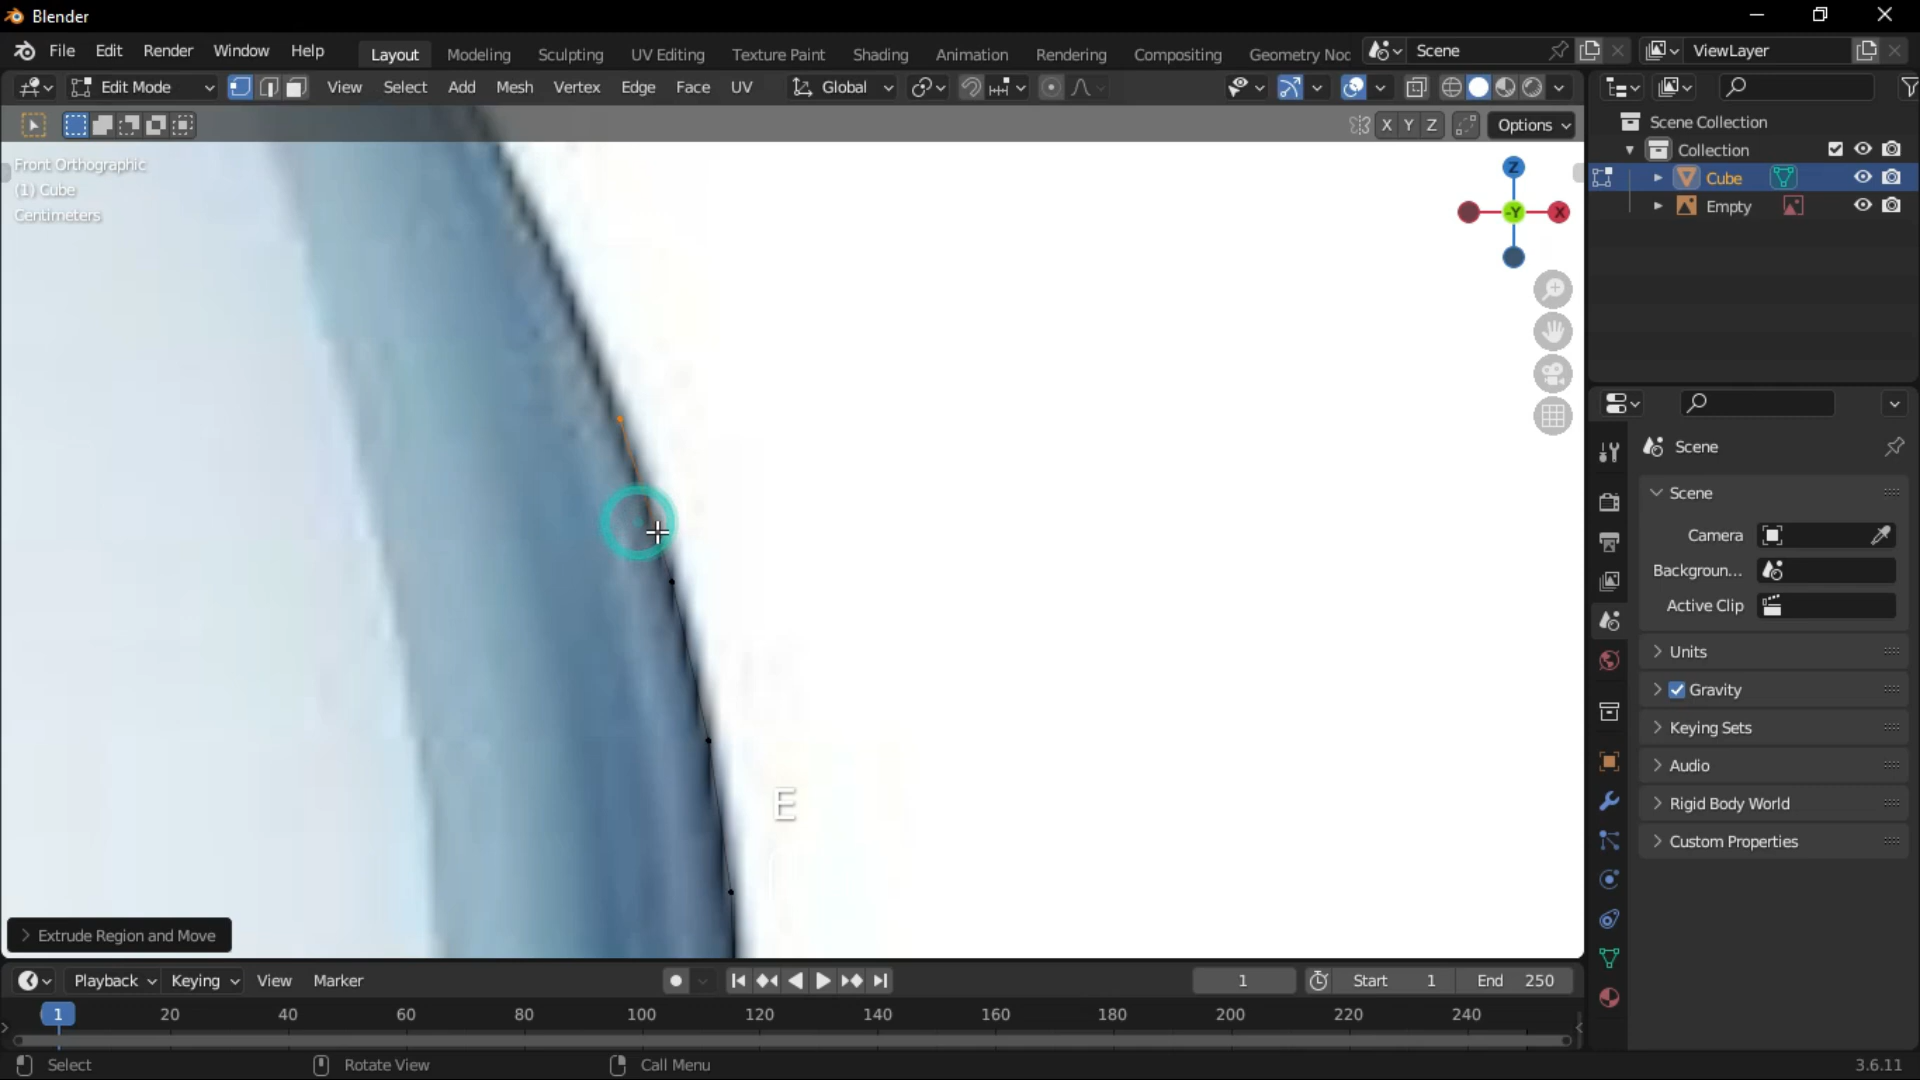 Blender
File Edit Render Window Help Layout Modeling Sculpting UV Editing Texture Paint Shading Animation Rendering Compositing Geometry Noc Scene ViewLayer
Edit Mode View Select Add Mesh Vertex Edge Face UV Global
X Y Z Options
Front Orthographic
(1) Cube
Centimeters
Z
-Y X
Scene Collection
Collection
Cube
Empty
Scene
Scene
Camera
Backgroun...
Active Clip
Units
Gravity
Keying Sets
Audio
Rigid Body World
Custom Properties
E
Extrude Region and Move
Playback Keying View Marker 1 Start 1 End 250
1 20 40 60 80 100 120 140 160 180 200 220 240
Select Rotate View Call Menu 3.6.11